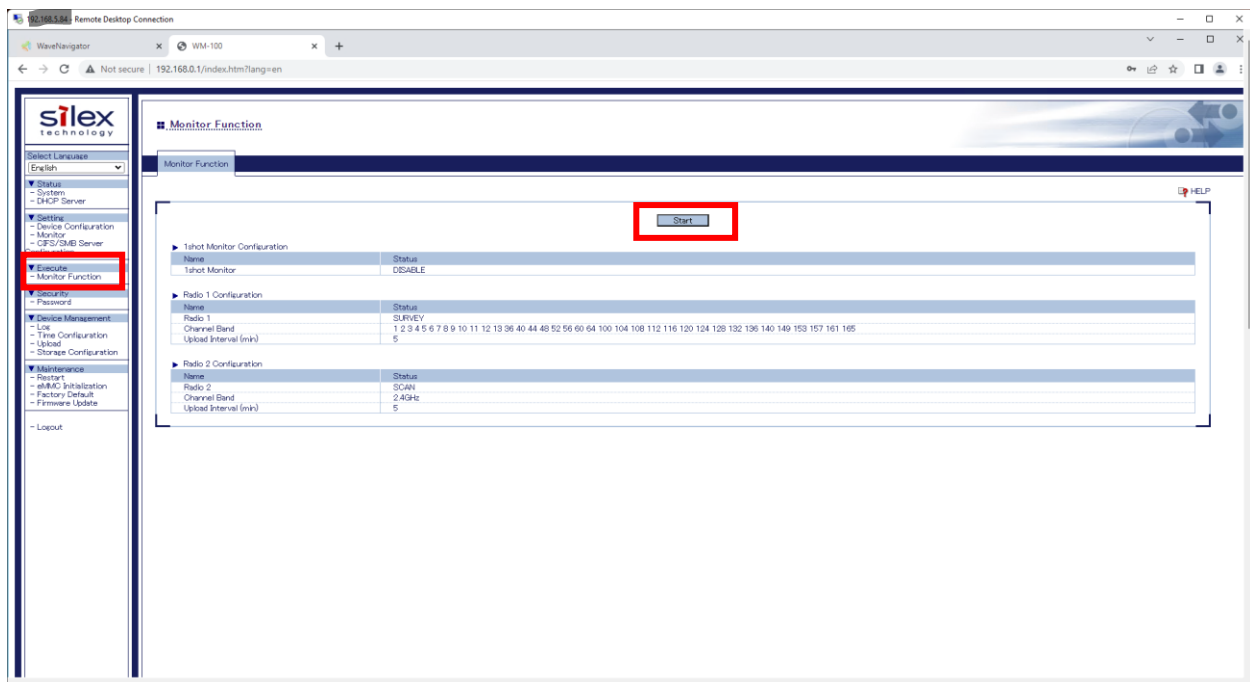 192.168.5.84 - Remote Desktop Connection
WaveNavigator
WM-100
Not secure | 192.168.0.1/index.htm?lang=en
silex
technology
Monitor Function
Select Language
English
Monitor Function
▼ Status
- System
- DHCP Server
HELP
▼ Setting
- Device Configuration
- Monitor
- CIFS/SMB Server
Configuration
▼ Execute
- Monitor Function
▼ Security
- Password
▼ Device Management
- Log
- Time Configuration
- Upload
- Storage Configuration
▼ Maintenance
- Restart
- eMMC Initialization
- Factory Default
- Firmware Update
- Logout
Start
▶ 1shot Monitor Configuration
Name Status
1shot Monitor DISABLE
▶ Radio 1 Configuration
Name Status
Radio 1 SURVEY
Channel Band 1 2 3 4 5 6 7 8 9 10 11 12 13 36 40 44 48 52 56 60 64 100 104 108 112 116 120 124 128 132 136 140 149 153 157 161 165
Upload Interval (min) 5
▶ Radio 2 Configuration
Name Status
Radio 2 SCAN
Channel Band 2.4GHz
Upload Interval (min) 5